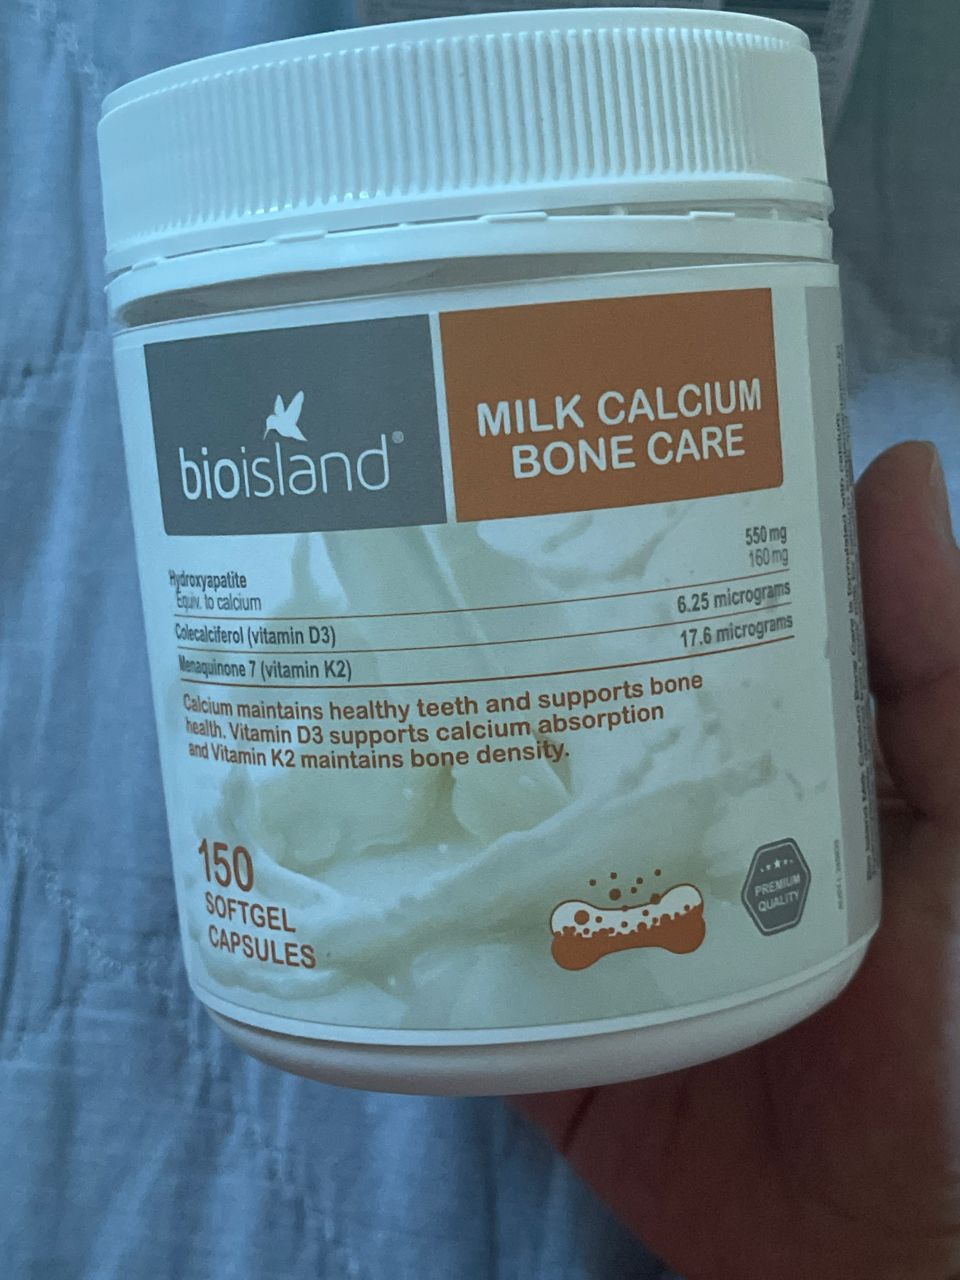 bioisland®
MILK CALCIUM
BONE CARE
Hydroxyapatite 550 mg
Equiv. to calcium 160 mg
Colecalciferol (vitamin D3) 6.25 micrograms
Menaquinone 7 (vitamin K2) 17.6 micrograms
Calcium maintains healthy teeth and supports bone
health. Vitamin D3 supports calcium absorption
and Vitamin K2 maintains bone density.
150
SOFTGEL
CAPSULES
PREMIUM
QUALITY